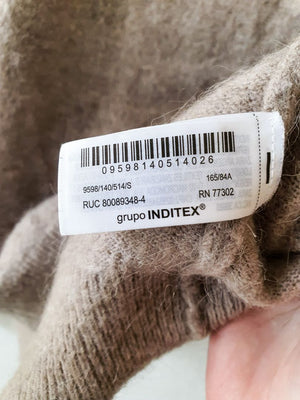 09598140514026
9598/140/514/S
165/84A
RUC 80089348-4
RN 77302
grupo INDITEX®